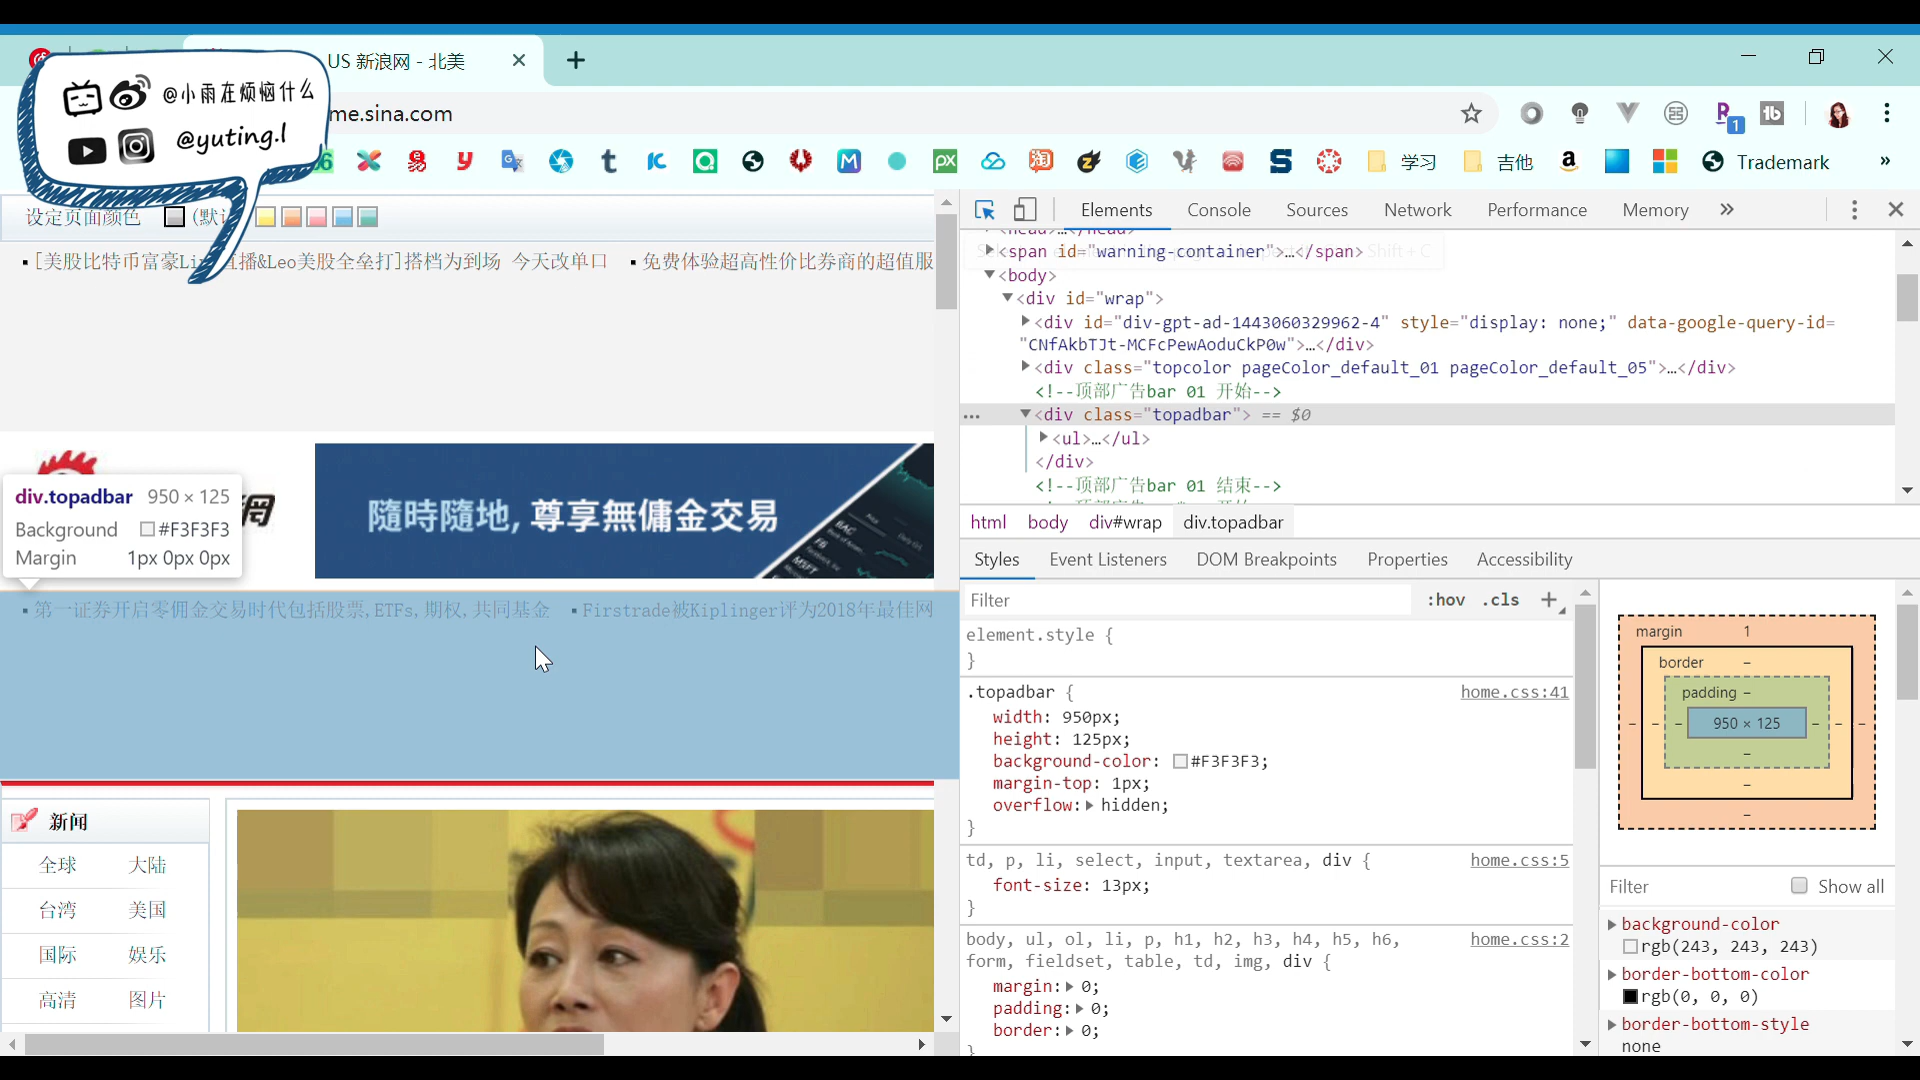 US 新浪网 - 北美
@小雨在烦恼什么
@yuting.l
me.sina.com
1
学习
吉他
Trademark
»
设定页面颜色
[美股比特币富豪Li
直播&Leo美股全垒打]搭档为到场 今天改单口
免费体验超高性价比券商的超值服
隨時隨地, 尊享無傭金交易
div.topadbar 950 × 125
Background #F3F3F3
Margin 1px 0px 0px
第一证券开启零佣金交易时代包括股票,ETFs,期权,共同基金
Firstrade被Kiplinger评为2018年最佳网
新闻
全球 大陆
台湾 美国
国际 娱乐
高清 图片
Elements Console Sources Network Performance Memory »
<span id="warning-container">…</span>
<body>
<div id="wrap">
<div id="div-gpt-ad-1443060329962-4" style="display: none;" data-google-query-id=
"CNfAkbTJt-MCFcPewAoduCkP0w">…</div>
<div class="topcolor pageColor_default_01 pageColor_default_05">…</div>
<!--顶部广告bar 01 开始-->
<div class="topadbar"> == $0
<ul>…</ul>
</div>
<!--顶部广告bar 01 结束-->
html body div#wrap div.topadbar
Styles Event Listeners DOM Breakpoints Properties Accessibility
Filter :hov .cls +
element.style {
}
.topadbar { home.css:41
width: 950px;
height: 125px;
background-color: #F3F3F3;
margin-top: 1px;
overflow: hidden;
}
td, p, li, select, input, textarea, div { home.css:5
font-size: 13px;
}
body, ul, ol, li, p, h1, h2, h3, h4, h5, h6, home.css:2
form, fieldset, table, td, img, div {
margin: 0;
padding: 0;
border: 0;
}
margin 1
border –
padding –
950 × 125
Filter Show all
background-color
rgb(243, 243, 243)
border-bottom-color
rgb(0, 0, 0)
border-bottom-style
none